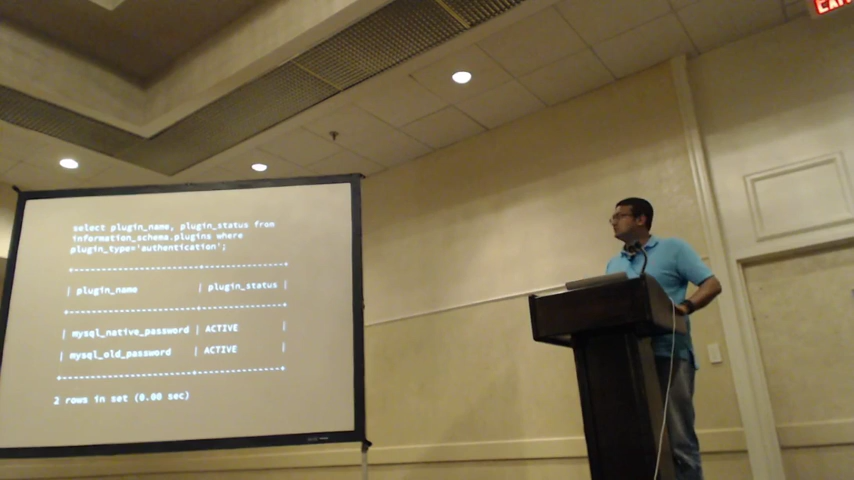 EXIT
select plugin_name, plugin_status from
information_schema.plugins where
plugin_type='authentication';
+----------------------+--------------+
| plugin_name | plugin_status |
+----------------------+--------------+
| mysql_native_password | ACTIVE |
| mysql_old_password | ACTIVE |
+----------------------+--------------+
2 rows in set (0.00 sec)